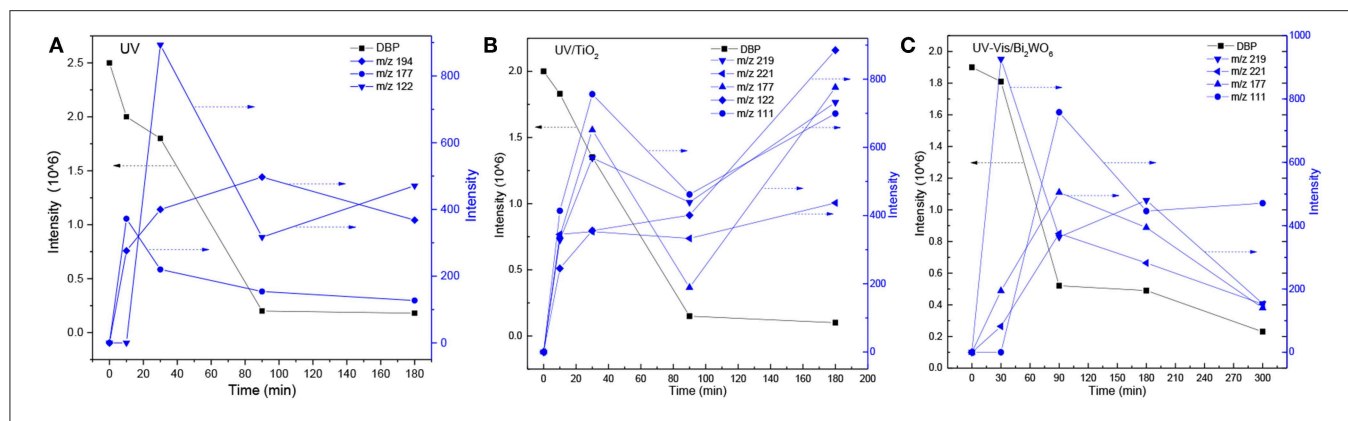 A
UV
DBP
m/z 194
m/z 177
m/z 122
Intensity (10^6)
2.5
2.0
1.5
1.0
0.5
0.0
800
600
400
200
0
Intensity
0 20 40 60 80 100 120 140 160 180
Time (min)
B
UV/TiO₂
DBP
m/z 219
m/z 221
m/z 177
m/z 122
m/z 111
Intensity (10^6)
2.0
1.5
1.0
0.5
0.0
800
600
400
200
0
Intensity
0 20 40 60 80 100 120 140 160 180 200
Time (min)
C
UV-Vis/Bi₂WO₆
DBP
m/z 219
m/z 221
m/z 177
m/z 111
Intensity (10^6)
2.0
1.8
1.6
1.4
1.2
1.0
0.8
0.6
0.4
0.2
0.0
1000
900
800
700
600
500
400
300
200
100
0
Intensity
0 30 60 90 120 150 180 210 240 270 300
Time (min)